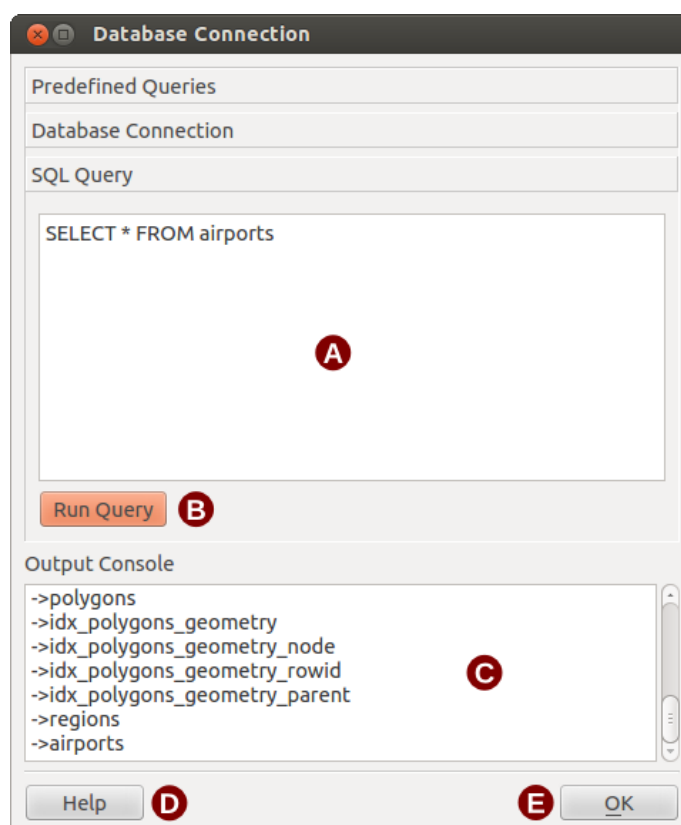 Database Connection
Predefined Queries
Database Connection
SQL Query
SELECT * FROM airports
A
Run Query B
Output Console
->polygons
->idx_polygons_geometry
->idx_polygons_geometry_node
->idx_polygons_geometry_rowid
->idx_polygons_geometry_parent
->regions
->airports
C
Help D E OK